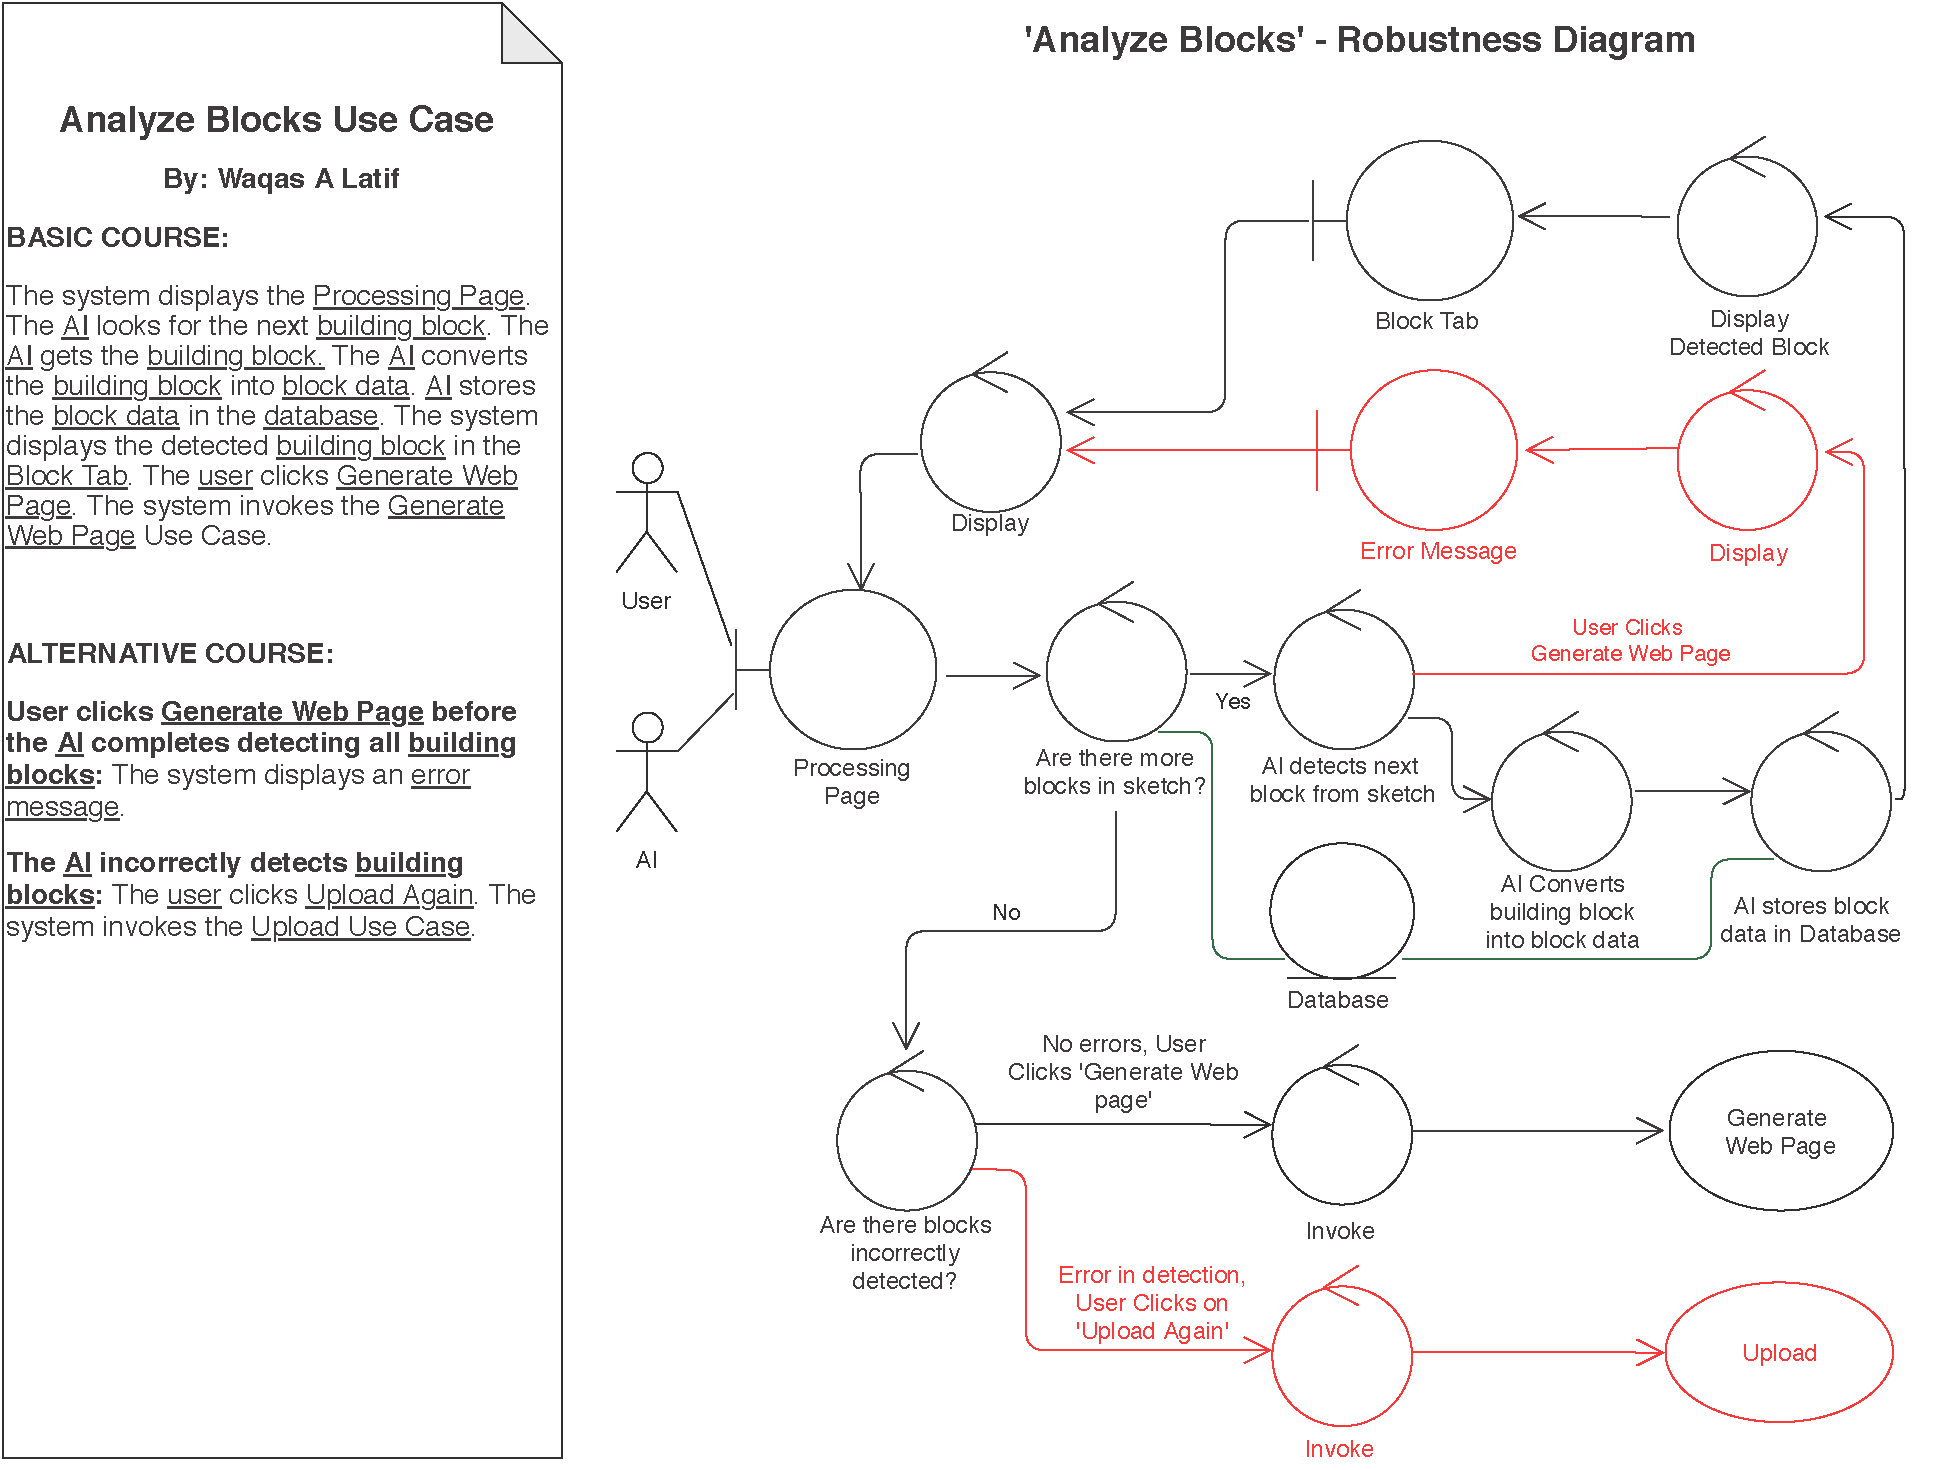 'Analyze Blocks' - Robustness Diagram
Analyze Blocks Use Case
By: Waqas A Latif
BASIC COURSE:
The system displays the Processing Page.
The AI looks for the next building block. The
AI gets the building block. The AI converts
the building block into block data. AI stores
the block data in the database. The system
displays the detected building block in the
Block Tab. The user clicks Generate Web
Page. The system invokes the Generate
Web Page Use Case.
ALTERNATIVE COURSE:
User clicks Generate Web Page before
the AI completes detecting all building
blocks: The system displays an error
message.
The AI incorrectly detects building
blocks: The user clicks Upload Again. The
system invokes the Upload Use Case.
Block Tab
Display
Detected Block
Display
Error Message
Display
User
User Clicks
Generate Web Page
Yes
Processing
Page
Are there more
blocks in sketch?
AI detects next
block from sketch
AI
AI Converts
building block
into block data
AI stores block
data in Database
No
Database
No errors, User
Clicks 'Generate Web
page'
Generate
Web Page
Are there blocks
incorrectly
detected?
Invoke
Error in detection,
User Clicks on
'Upload Again'
Upload
Invoke